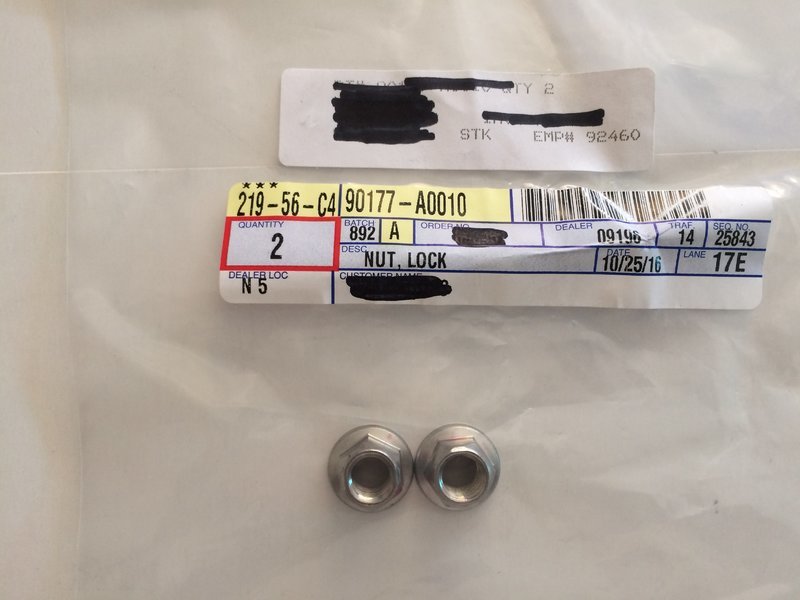 QTY 2
STK EMP# 92460
***
219-56-C4 90177-A0010
QUANTITY 2
BATCH 892 A ORDER NO. DEALER 09196 TRAF 14 SEQ. NO. 25843
DESC. NUT, LOCK DATE 10/25/16 LANE 17E
DEALER LOC N 5 CUSTOMER NAME